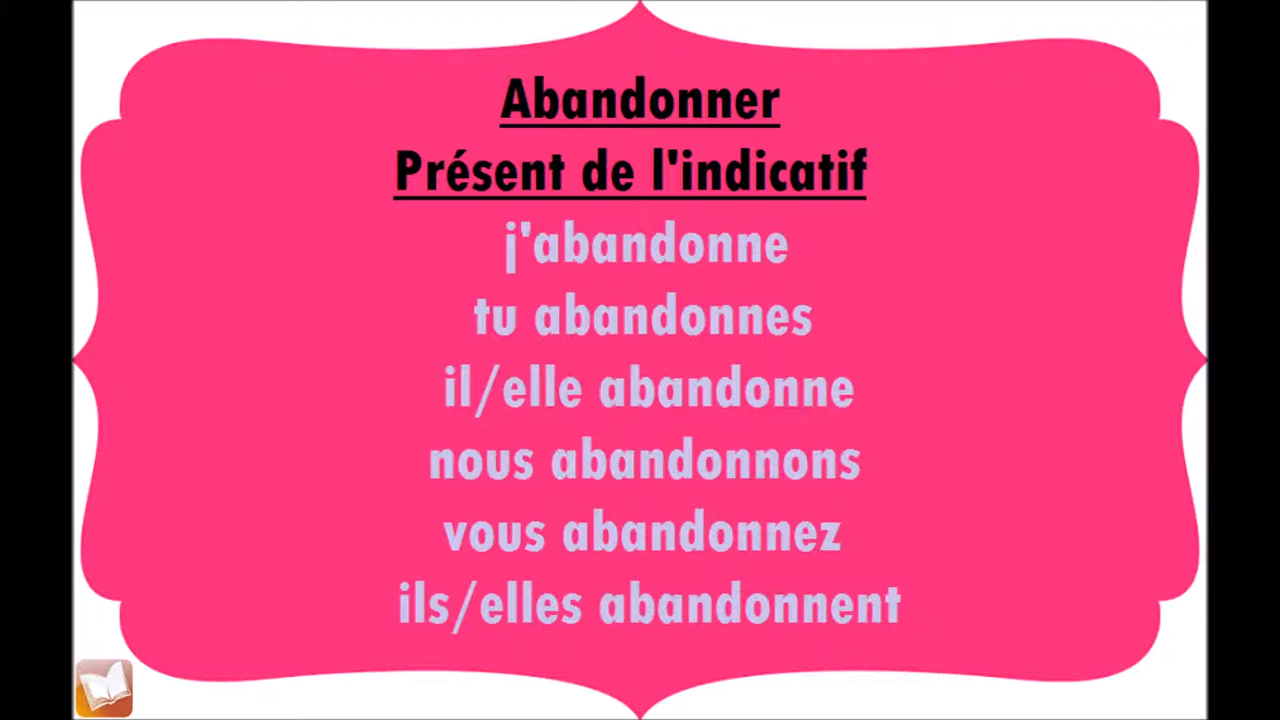 Abandonner
Présent de l'indicatif
j'abandonne
tu abandonnes
il/elle abandonne
nous abandonnons
vous abandonnez
ils/elles abandonnent